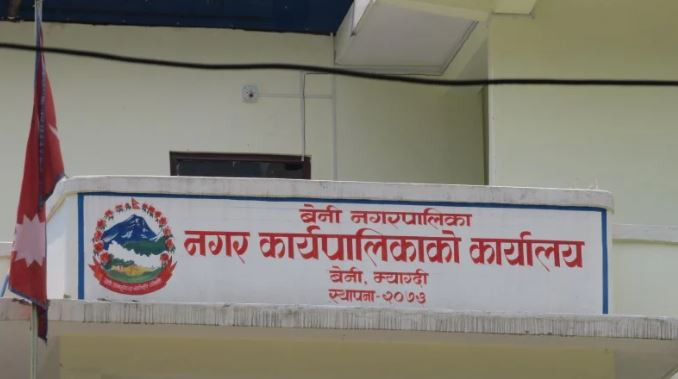 बेनी नगरपालिका
नगर कार्यपालिकाको कार्यालय
बेनी, म्याग्दी
स्थापना-२०७३